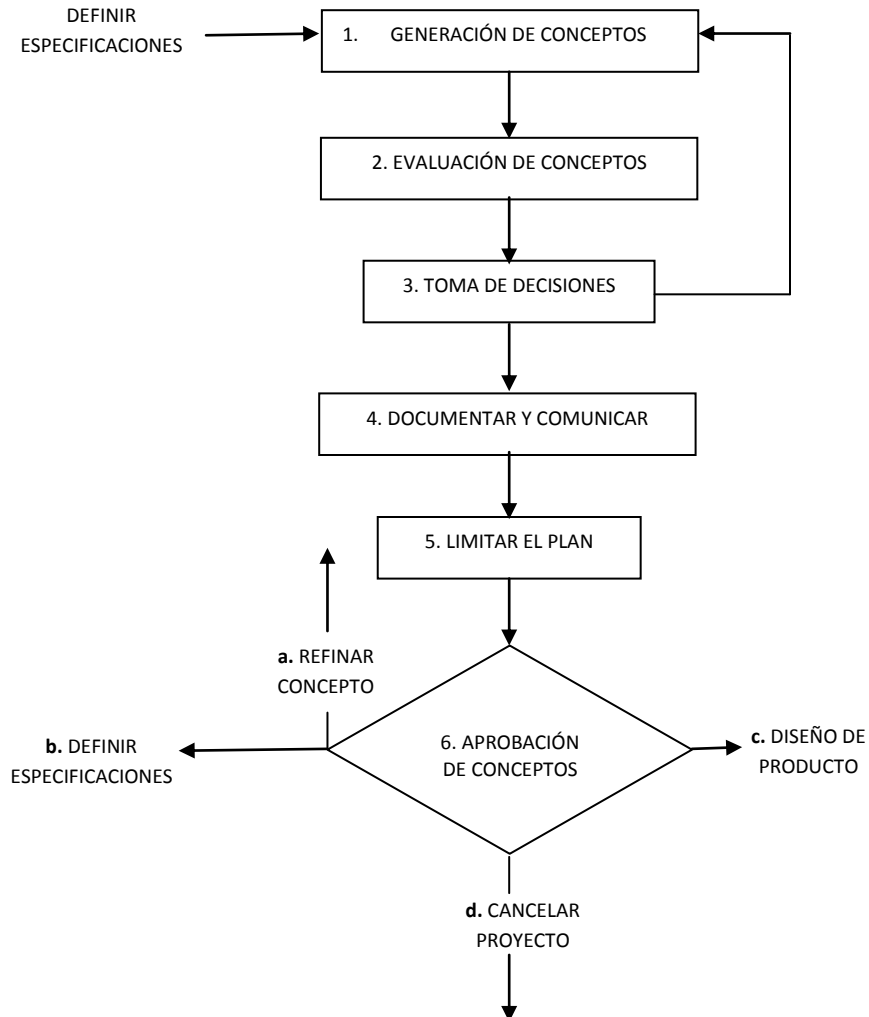 DEFINIR
ESPECIFICACIONES
1. GENERACIÓN DE CONCEPTOS
2. EVALUACIÓN DE CONCEPTOS
3. TOMA DE DECISIONES
4. DOCUMENTAR Y COMUNICAR
5. LIMITAR EL PLAN
a. REFINAR
CONCEPTO
b. DEFINIR
ESPECIFICACIONES
6. APROBACIÓN
DE CONCEPTOS
c. DISEÑO DE
PRODUCTO
d. CANCELAR
PROYECTO